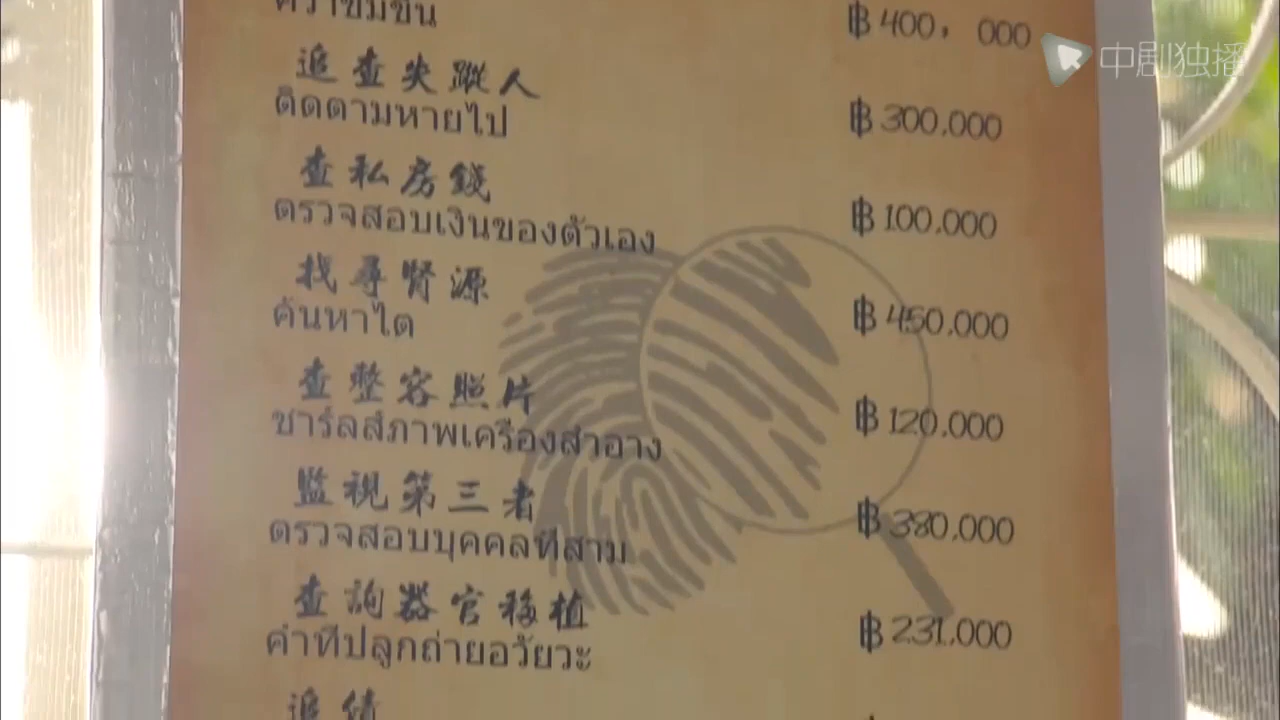 ฿400, 000
中剧独播
追查失蹤人
ติดตามหายไป
฿300.000
查私房錢
ตรวจสอบเงินของตัวเอง
฿100.000
找尋腎源
ค้นหาไต
฿450.000
查整容照片
ชาร์ลส์ภาพเครื่องสำอาง
฿120.000
監視第三者
ตรวจสอบบุคคลที่สาม
฿380.000
查詢器官移植
คำที่ปลูกถ่ายอวัยวะ
฿231.000
追債